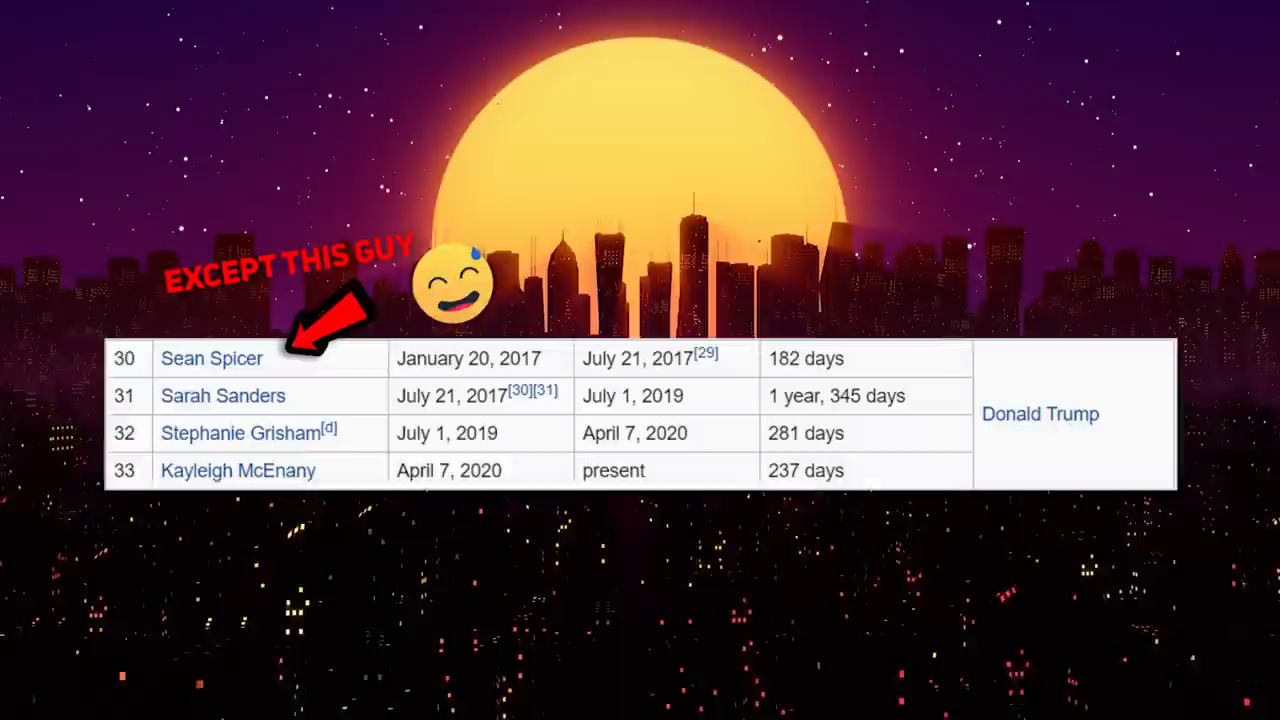 EXCEPT THIS GUY
30 Sean Spicer January 20, 2017 July 21, 2017[29] 182 days
31 Sarah Sanders July 21, 2017[30][31] July 1, 2019 1 year, 345 days
Donald Trump
32 Stephanie Grisham[d] July 1, 2019 April 7, 2020 281 days
33 Kayleigh McEnany April 7, 2020 present 237 days